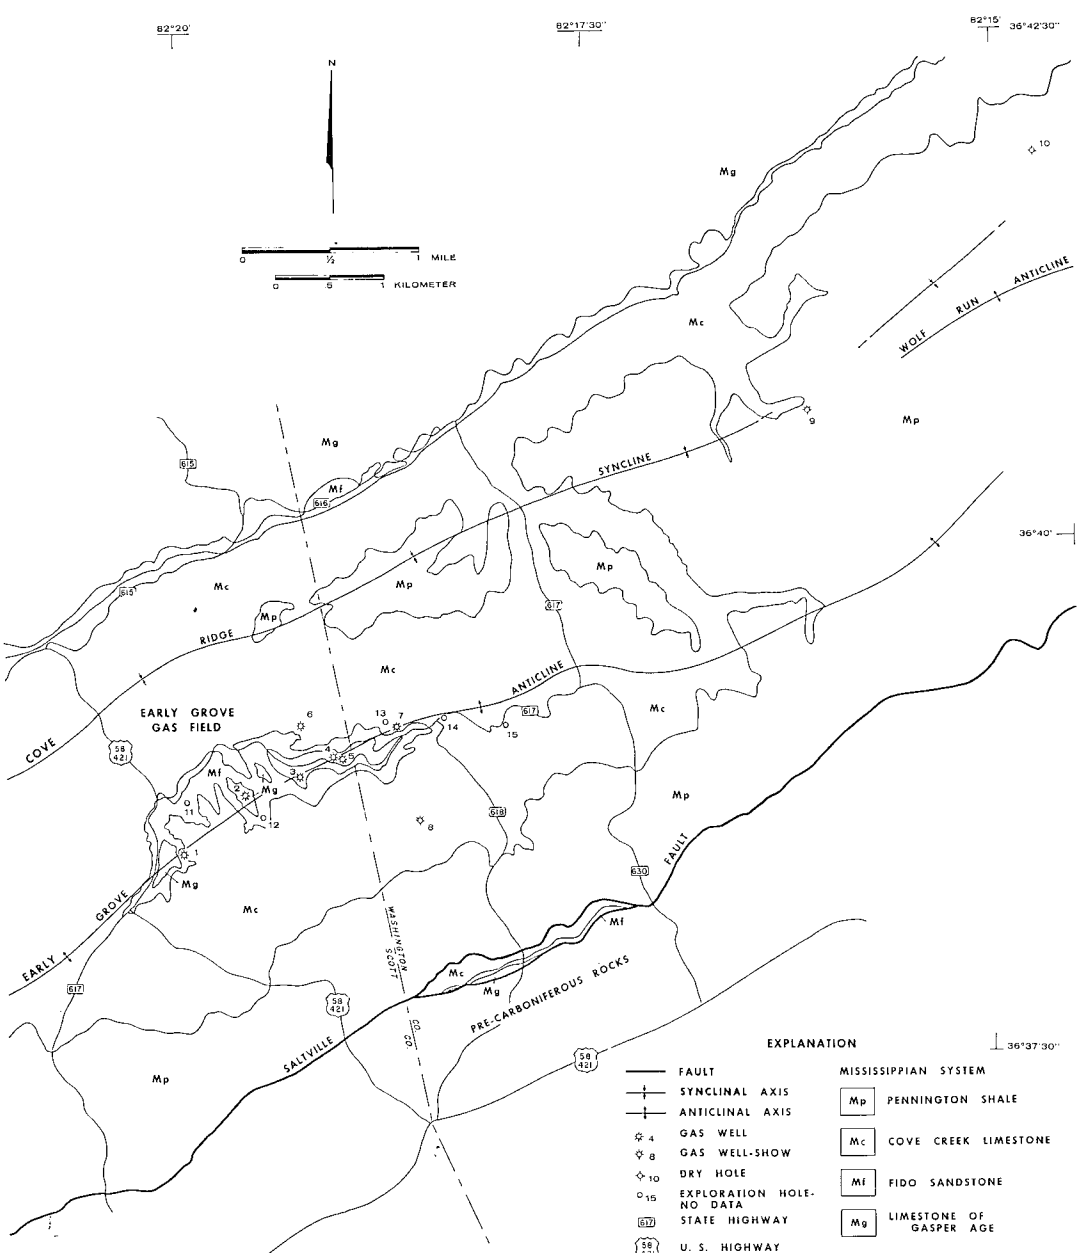 82°20' 82°17'30" 82°15'
36°42'30"
N
10
Mg
0 ½ 1 MILE
0 .5 1 KILOMETER
WOLF RUN ANTICLINE
Mc
9
Mp
Mg
615
SYNCLINE
Mf
616
36°40'
Mc
Mp
Mp
615
Mp
617
RIDGE
Mc
ANTICLINE
EARLY GROVE
GAS FIELD
6
13
7
617
14
15
Mc
COVE
58
421
4
5
Mf
3
Mg
2
11
12
8
618
Mp
1
FAULT
630
Mg
GROVE
Mc
Mf
EARLY
WASHINGTON CO.
SCOTT CO.
Mc
Mg
PRE-CARBONIFEROUS ROCKS
617
58
421
SALTVILLE
58
421
36°37'30"
Mp
EXPLANATION
FAULT
SYNCLINAL AXIS
ANTICLINAL AXIS
4 GAS WELL
8 GAS WELL-SHOW
10 DRY HOLE
15 EXPLORATION HOLE-
NO DATA
617 STATE HIGHWAY
58 U. S. HIGHWAY
MISSISSIPPIAN SYSTEM
Mp PENNINGTON SHALE
Mc COVE CREEK LIMESTONE
Mf FIDO SANDSTONE
Mg LIMESTONE OF
GASPER AGE